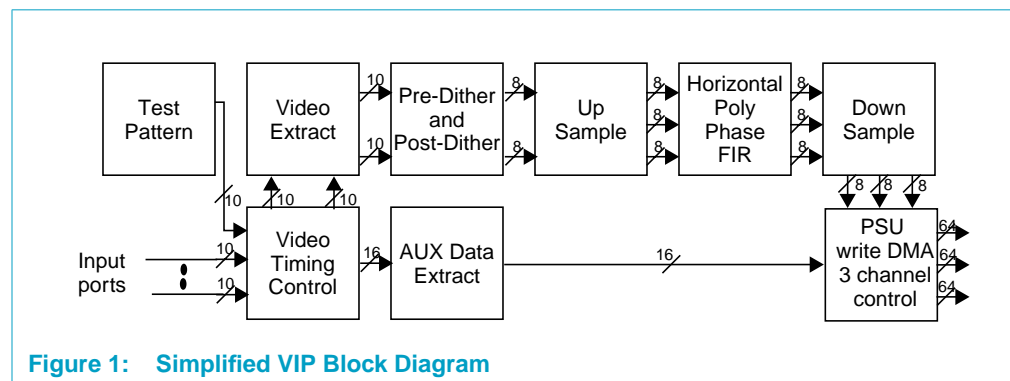 Test
Pattern
Video
Extract
10
10
Pre-Dither
and
Post-Dither
8
8
Up
Sample
8
8
8
Horizontal
Poly
Phase
FIR
8
8
8
Down
Sample
10
10
10
8
8
8
Input
ports
10
10
Video
Timing
Control
16
AUX Data
Extract
16
PSU
write DMA
3 channel
control
64
64
64
Figure 1: Simplified VIP Block Diagram